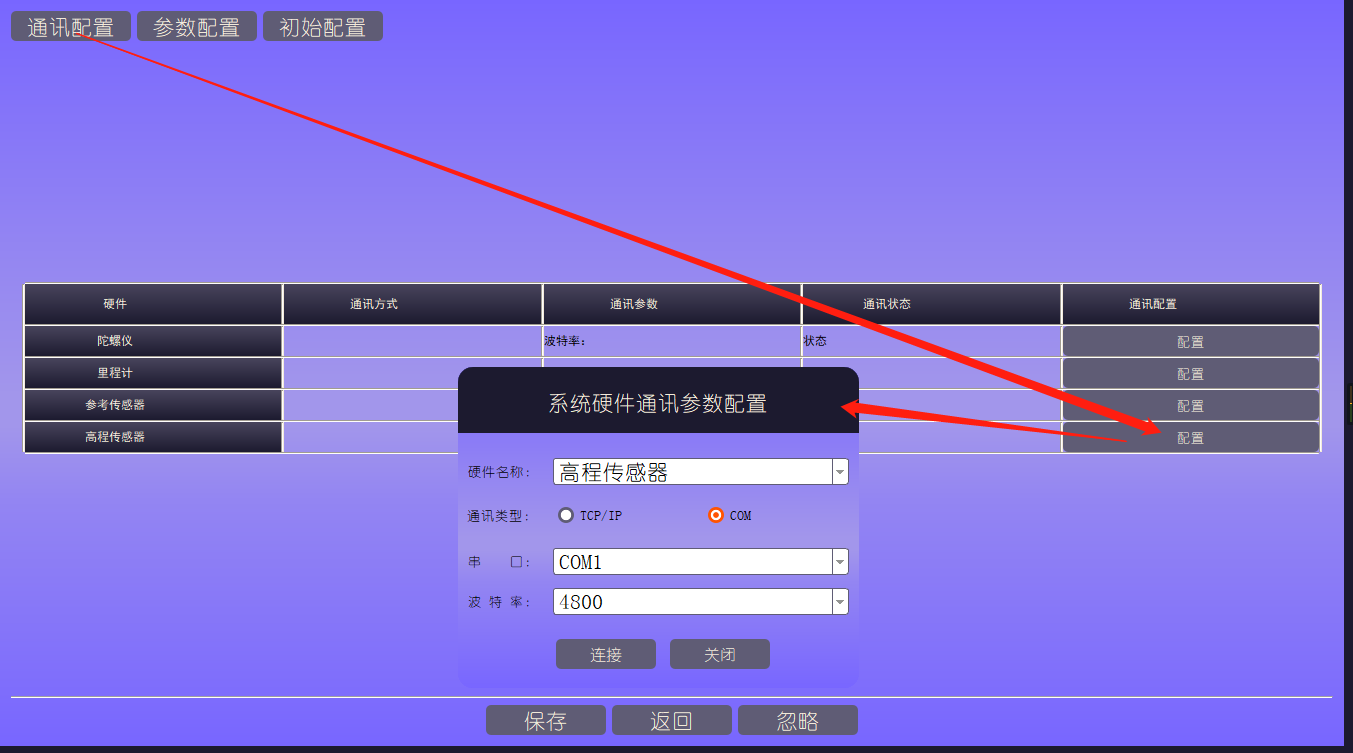 通讯配置 参数配置 初始配置
硬件 通讯方式 通讯参数 通讯状态 通讯配置
陀螺仪 波特率: 状态 配置
里程计 配置
参考传感器 配置
高程传感器 配置
系统硬件通讯参数配置
硬件名称: 高程传感器
通讯类型: TCP/IP COM
串 口: COM1
波 特 率: 4800
连接 关闭
保存 返回 忽略